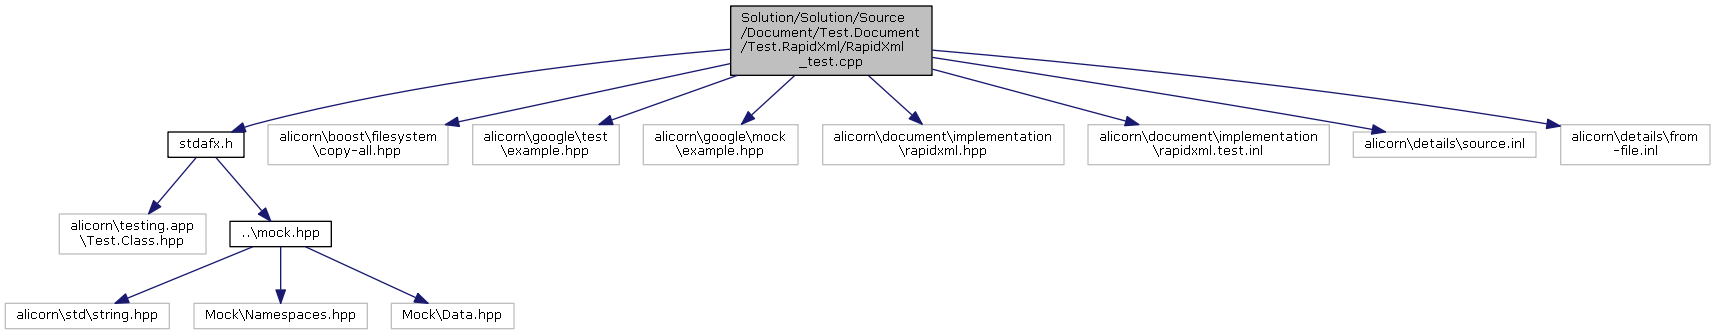 Solution/Solution/Source
/Document/Test.Document
/Test.RapidXml/RapidXml
_test.cpp
stdafx.h
alicorn\boost\filesystem
\copy-all.hpp
alicorn\google\test
\example.hpp
alicorn\google\mock
\example.hpp
alicorn\document\implementation
\rapidxml.hpp
alicorn\document\implementation
\rapidxml.test.inl
alicorn\details\source.inl
alicorn\details\from
-file.inl
alicorn\testing.app
\Test.Class.hpp
..\mock.hpp
alicorn\std\string.hpp
Mock\Namespaces.hpp
Mock\Data.hpp